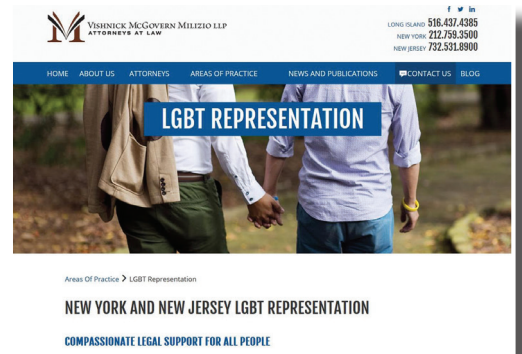 VISHNICK MCGOVERN MILIZIO LLP
ATTORNEYS AT LAW
LONG ISLAND 516.437.4385
NEW YORK 212.759.3500
NEW JERSEY 732.531.8900
HOME ABOUT US ATTORNEYS AREAS OF PRACTICE NEWS AND PUBLICATIONS CONTACT US BLOG
LGBT REPRESENTATION
Areas Of Practice > LGBT Representation
NEW YORK AND NEW JERSEY LGBT REPRESENTATION
COMPASSIONATE LEGAL SUPPORT FOR ALL PEOPLE